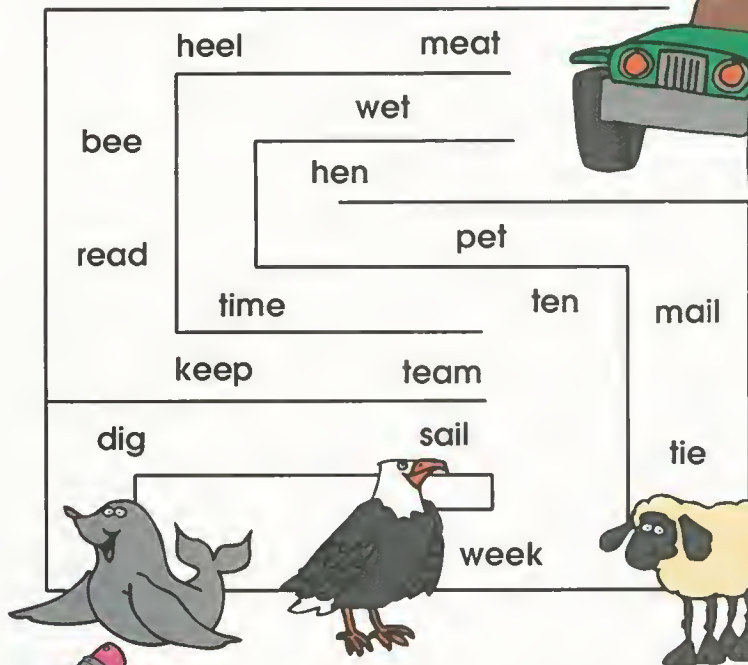 heel meat
wet
bee
hen
pet
read
time ten mail
keep team
dig sail
tie
week